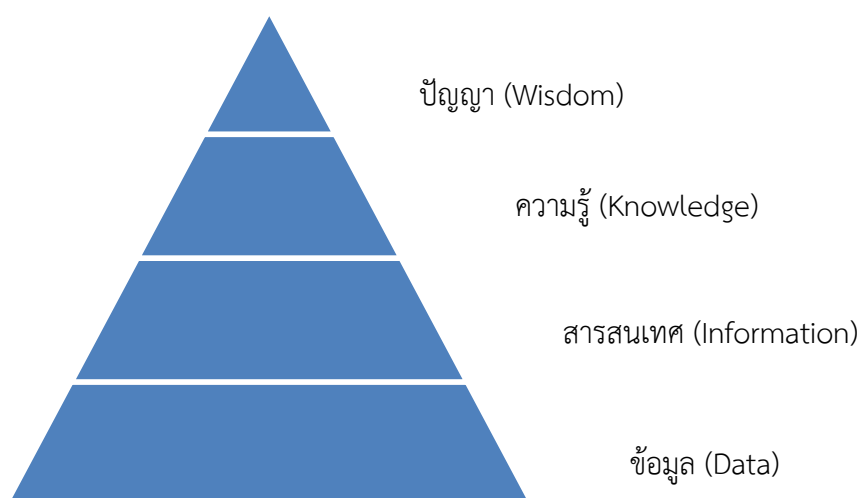 ปัญญา (Wisdom)
ความรู้ (Knowledge)
สารสนเทศ (Information)
ข้อมูล (Data)